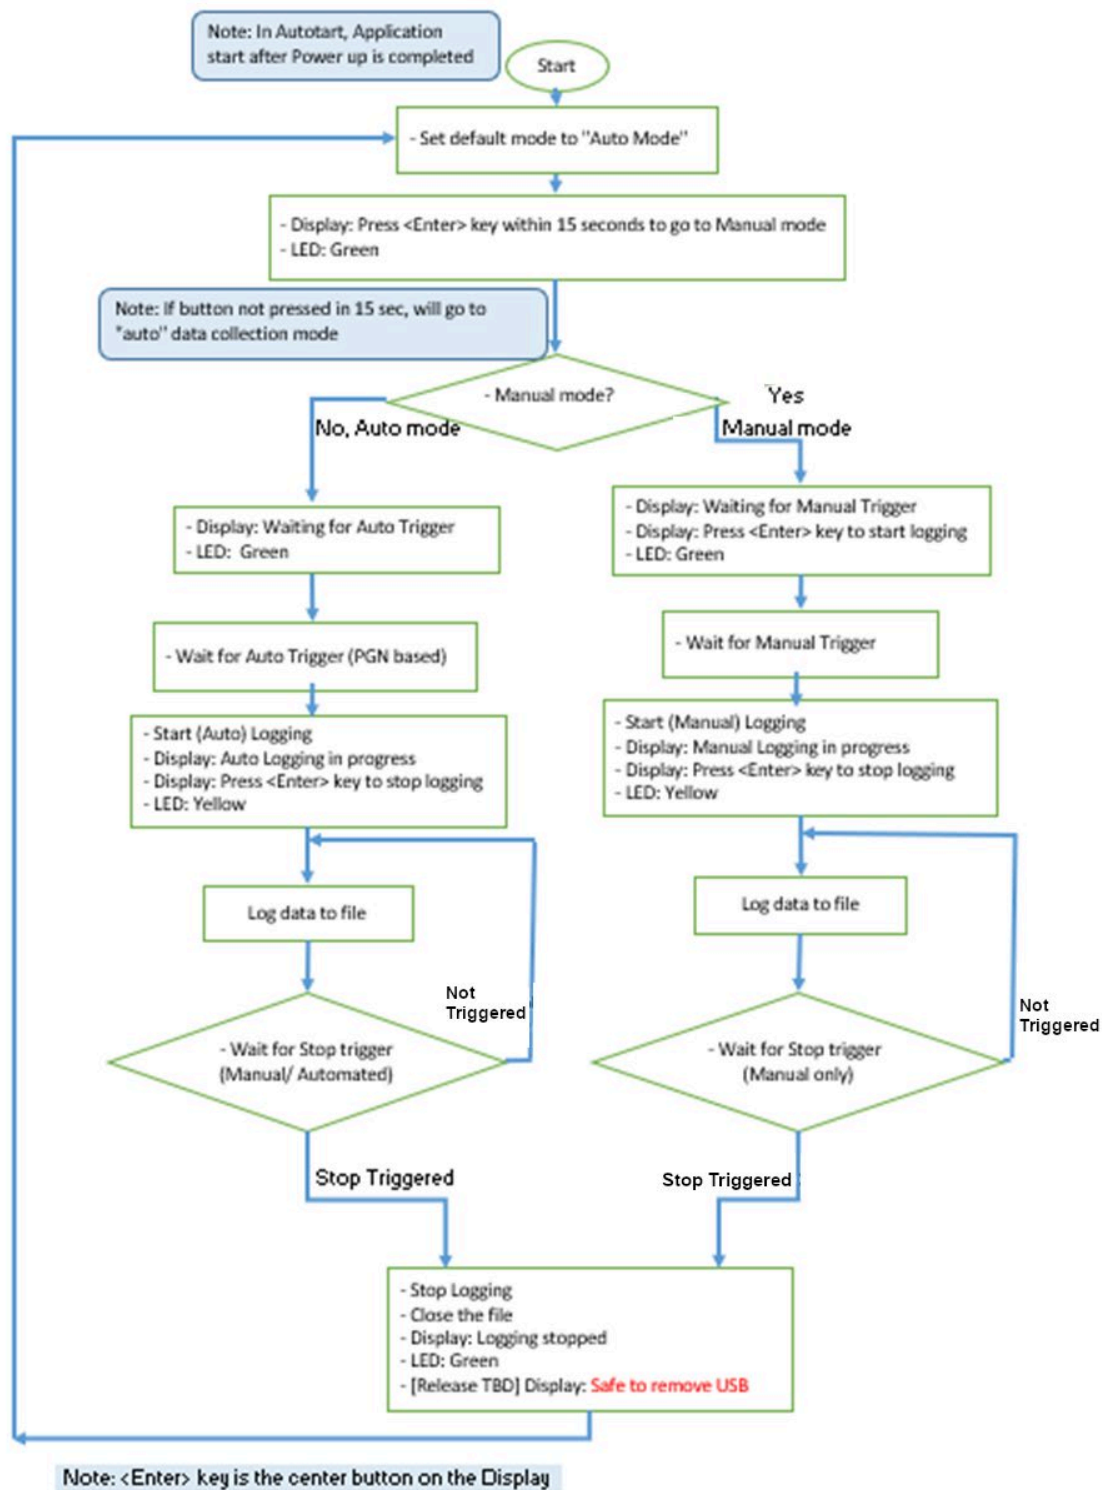 Note: In Autotart, Application
start after Power up is completed
Start
- Set default mode to "Auto Mode"
- Display: Press <Enter> key within 15 seconds to go to Manual mode
- LED: Green
Note: If button not pressed in 15 sec, will go to
"auto" data collection mode
- Manual mode?
Yes
No, Auto mode
Manual mode
- Display: Waiting for Auto Trigger
- LED: Green
- Display: Waiting for Manual Trigger
- Display: Press <Enter> key to start logging
- LED: Green
- Wait for Auto Trigger (PGN based)
- Wait for Manual Trigger
- Start (Auto) Logging
- Display: Auto Logging in progress
- Display: Press <Enter> key to stop logging
- LED: Yellow
- Start (Manual) Logging
- Display: Manual Logging in progress
- Display: Press <Enter> key to stop logging
- LED: Yellow
Log data to file
Log data to file
Not
Triggered
Not
Triggered
- Wait for Stop trigger
(Manual/ Automated)
- Wait for Stop trigger
(Manual only)
Stop Triggered
Stop Triggered
- Stop Logging
- Close the file
- Display: Logging stopped
- LED: Green
- [Release TBD] Display: Safe to remove USB
Note: <Enter> key is the center button on the Display